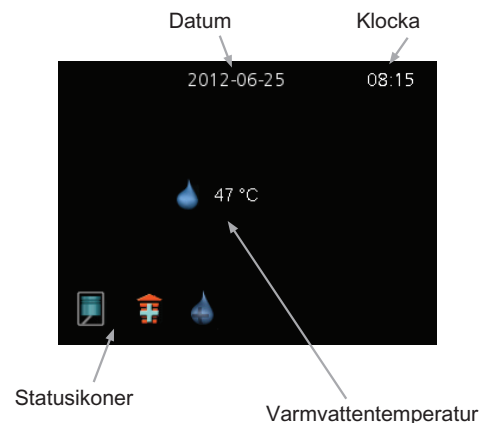 Datum
Klocka
2012-06-25
08:15
47 °C
Statusikoner
Varmvattentemperatur